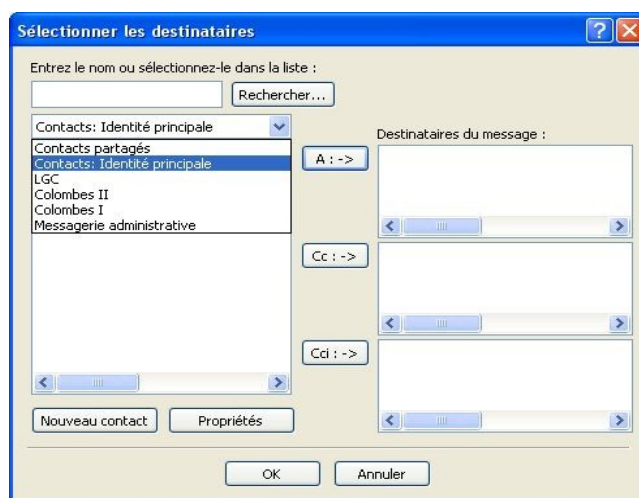 Sélectionner les destinataires
Entrez le nom ou sélectionnez-le dans la liste :
Rechercher...
Contacts: Identité principale
Contacts partagés
Contacts: Identité principale
LGC
Colombes II
Colombes I
Messagerie administrative
Destinataires du message :
A : ->
Cc : ->
Cci : ->
Nouveau contact
Propriétés
OK
Annuler